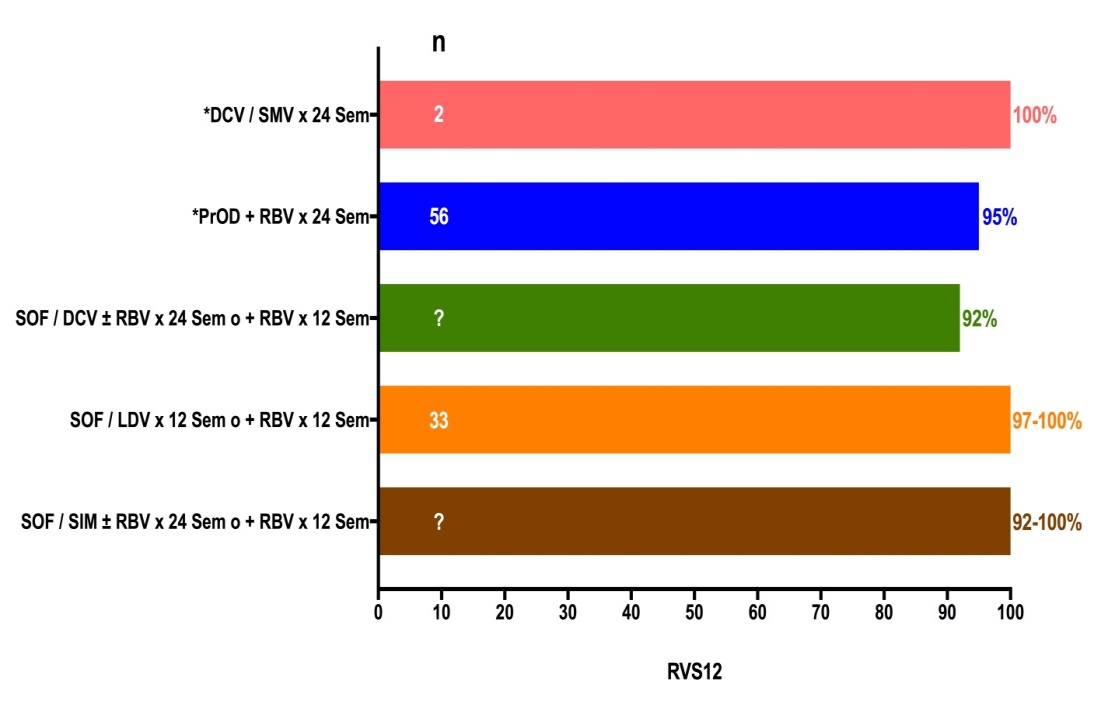 n
*DCV / SMV x 24 Sem 2 100%
*PrOD + RBV x 24 Sem 56 95%
SOF / DCV ± RBV x 24 Sem o + RBV x 12 Sem ? 92%
SOF / LDV x 12 Sem o + RBV x 12 Sem 33 97-100%
SOF / SIM ± RBV x 24 Sem o + RBV x 12 Sem ? 92-100%
0 10 20 30 40 50 60 70 80 90 100
RVS12